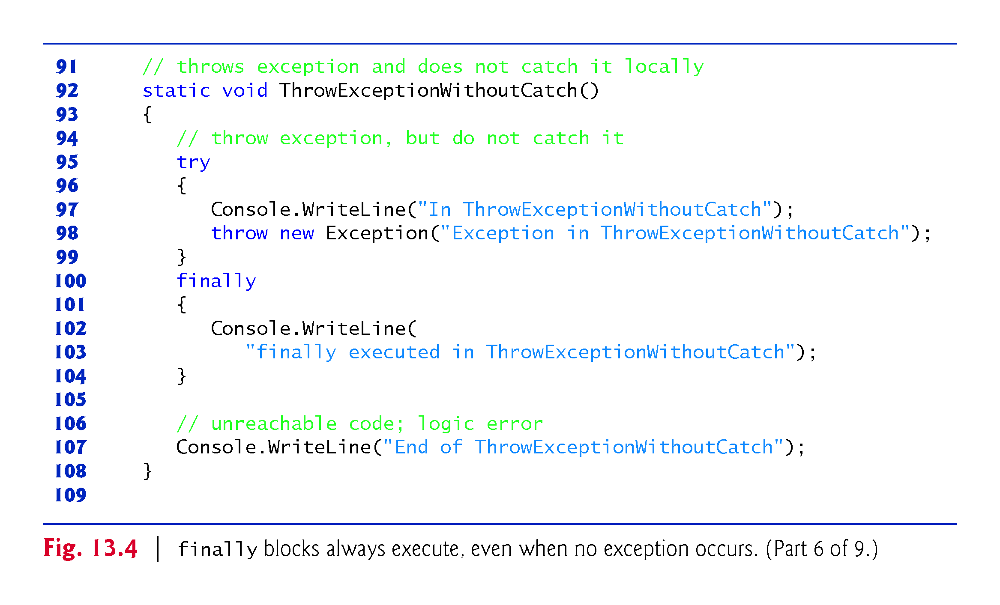 91 // throws exception and does not catch it locally
92 static void ThrowExceptionWithoutCatch()
93 {
94 // throw exception, but do not catch it
95 try
96 {
97 Console.WriteLine("In ThrowExceptionWithoutCatch");
98 throw new Exception("Exception in ThrowExceptionWithoutCatch");
99 }
100 finally
101 {
102 Console.WriteLine(
103 "finally executed in ThrowExceptionWithoutCatch");
104 }
105
106 // unreachable code; logic error
107 Console.WriteLine("End of ThrowExceptionWithoutCatch");
108 }
109
Fig. 13.4 | finally blocks always execute, even when no exception occurs. (Part 6 of 9.)